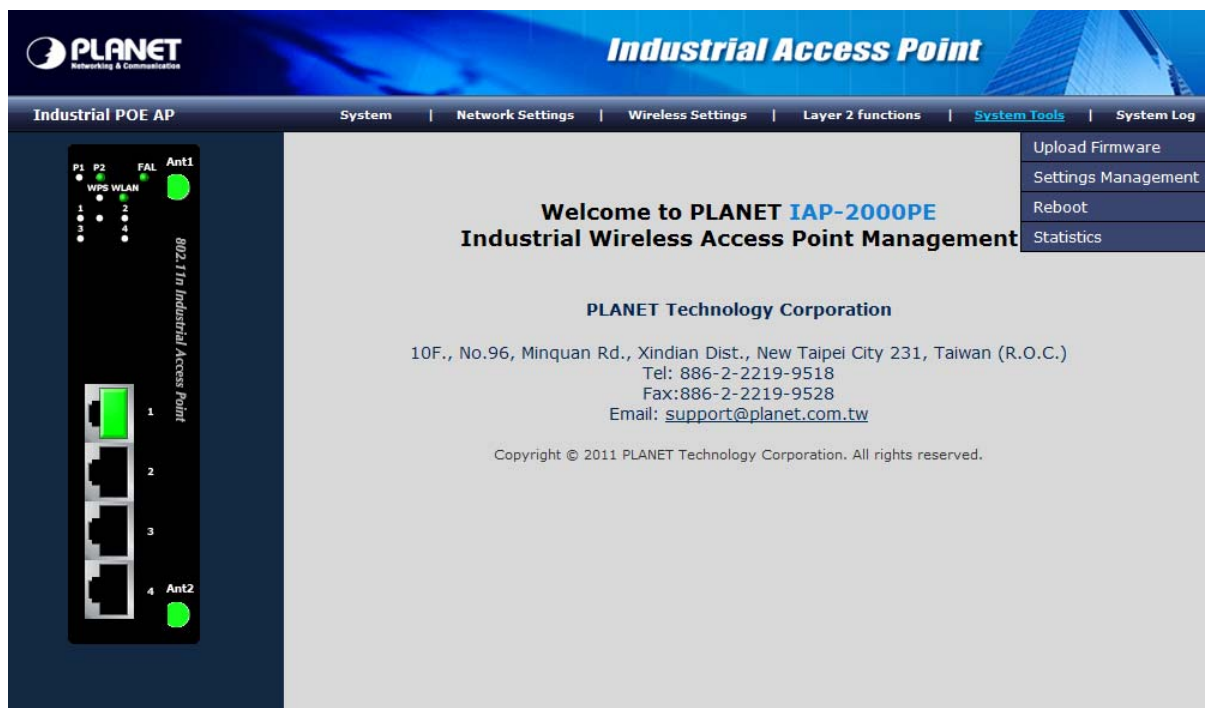 PLANET
Networking & Communication
Industrial Access Point
Industrial POE AP
System | Network Settings | Wireless Settings | Layer 2 functions | System Tools | System Log
Upload Firmware
Settings Management
Reboot
Statistics
P1 P2 FAL Ant1
WPS WLAN
1 2
3 4
802.11n Industrial Access Point
1
2
3
4 Ant2
Welcome to PLANET IAP-2000PE
Industrial Wireless Access Point Management
PLANET Technology Corporation
10F., No.96, Minquan Rd., Xindian Dist., New Taipei City 231, Taiwan (R.O.C.)
Tel: 886-2-2219-9518
Fax:886-2-2219-9528
Email: support@planet.com.tw
Copyright © 2011 PLANET Technology Corporation. All rights reserved.